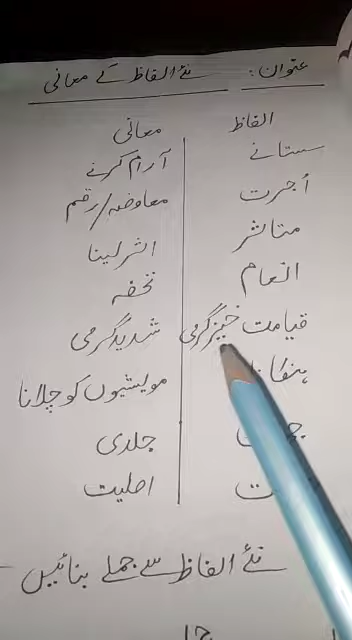 عنوان: نئے الفاظ کے معانی
الفاظ معانی
سستانے آرام کرنے
اُجرت معاوضہ/رقم
متاثر اثر لینا
انعام تحفہ
قیامت خیز گرمی شدید گرمی
مویشیوں کو چلانا
جلدی
اصلیت
نئے الفاظ سے جملے بنائیں